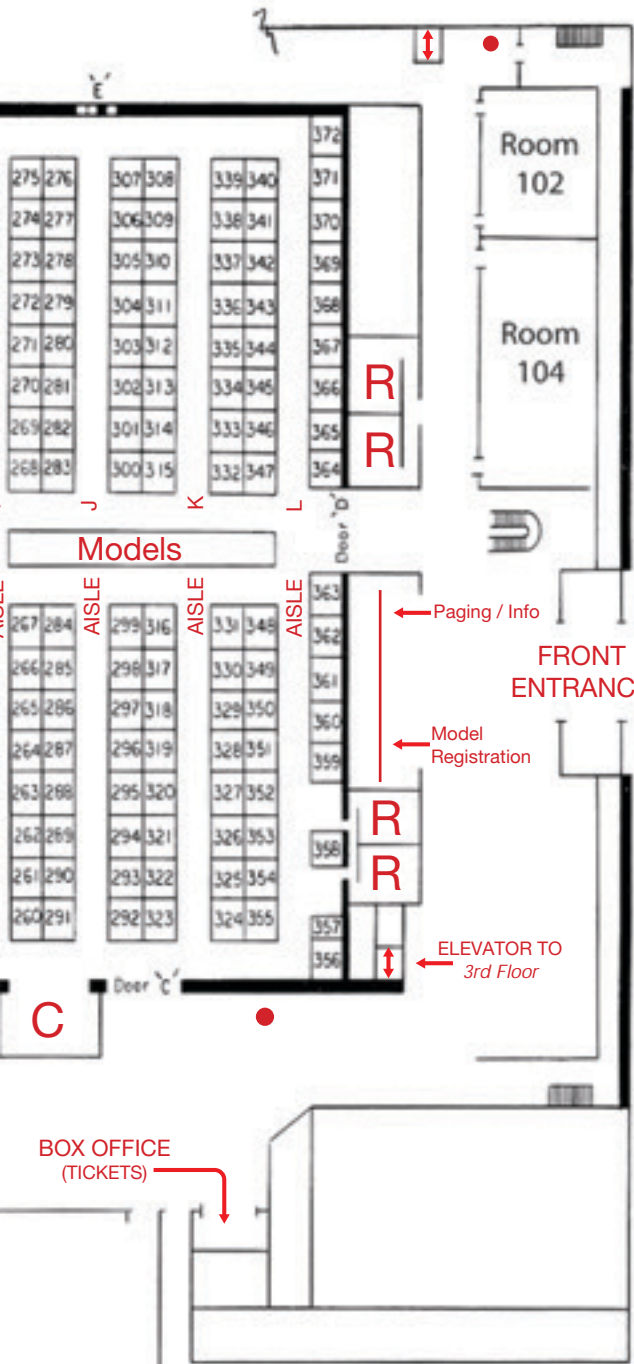 "E"
372
275 276 307 308 339 340 371
Room
102
274 277 306 309 338 341 370
273 278 305 310 337 342 369
272 279 304 311 336 343 368
Room
104
271 280 303 312 335 344 367
270 281 302 313 334 345 366
R
269 282 301 314 333 346 365
R
268 283 300 315 332 347 364
J K L
Door "D"
Models
AISLE AISLE AISLE AISLE
363
Paging / Info
267 284 299 316 331 348 362
266 285 298 317 330 349 361
FRONT
ENTRANC
265 286 297 318 329 350 360
264 287 296 319 328 351 359
Model
Registration
263 288 295 320 327 352
R
262 289 294 321 326 353 358
R
261 290 293 322 325 354
260 291 292 323 324 355 357
356
ELEVATOR TO
3rd Floor
Door "C"
C
BOX OFFICE
(TICKETS)